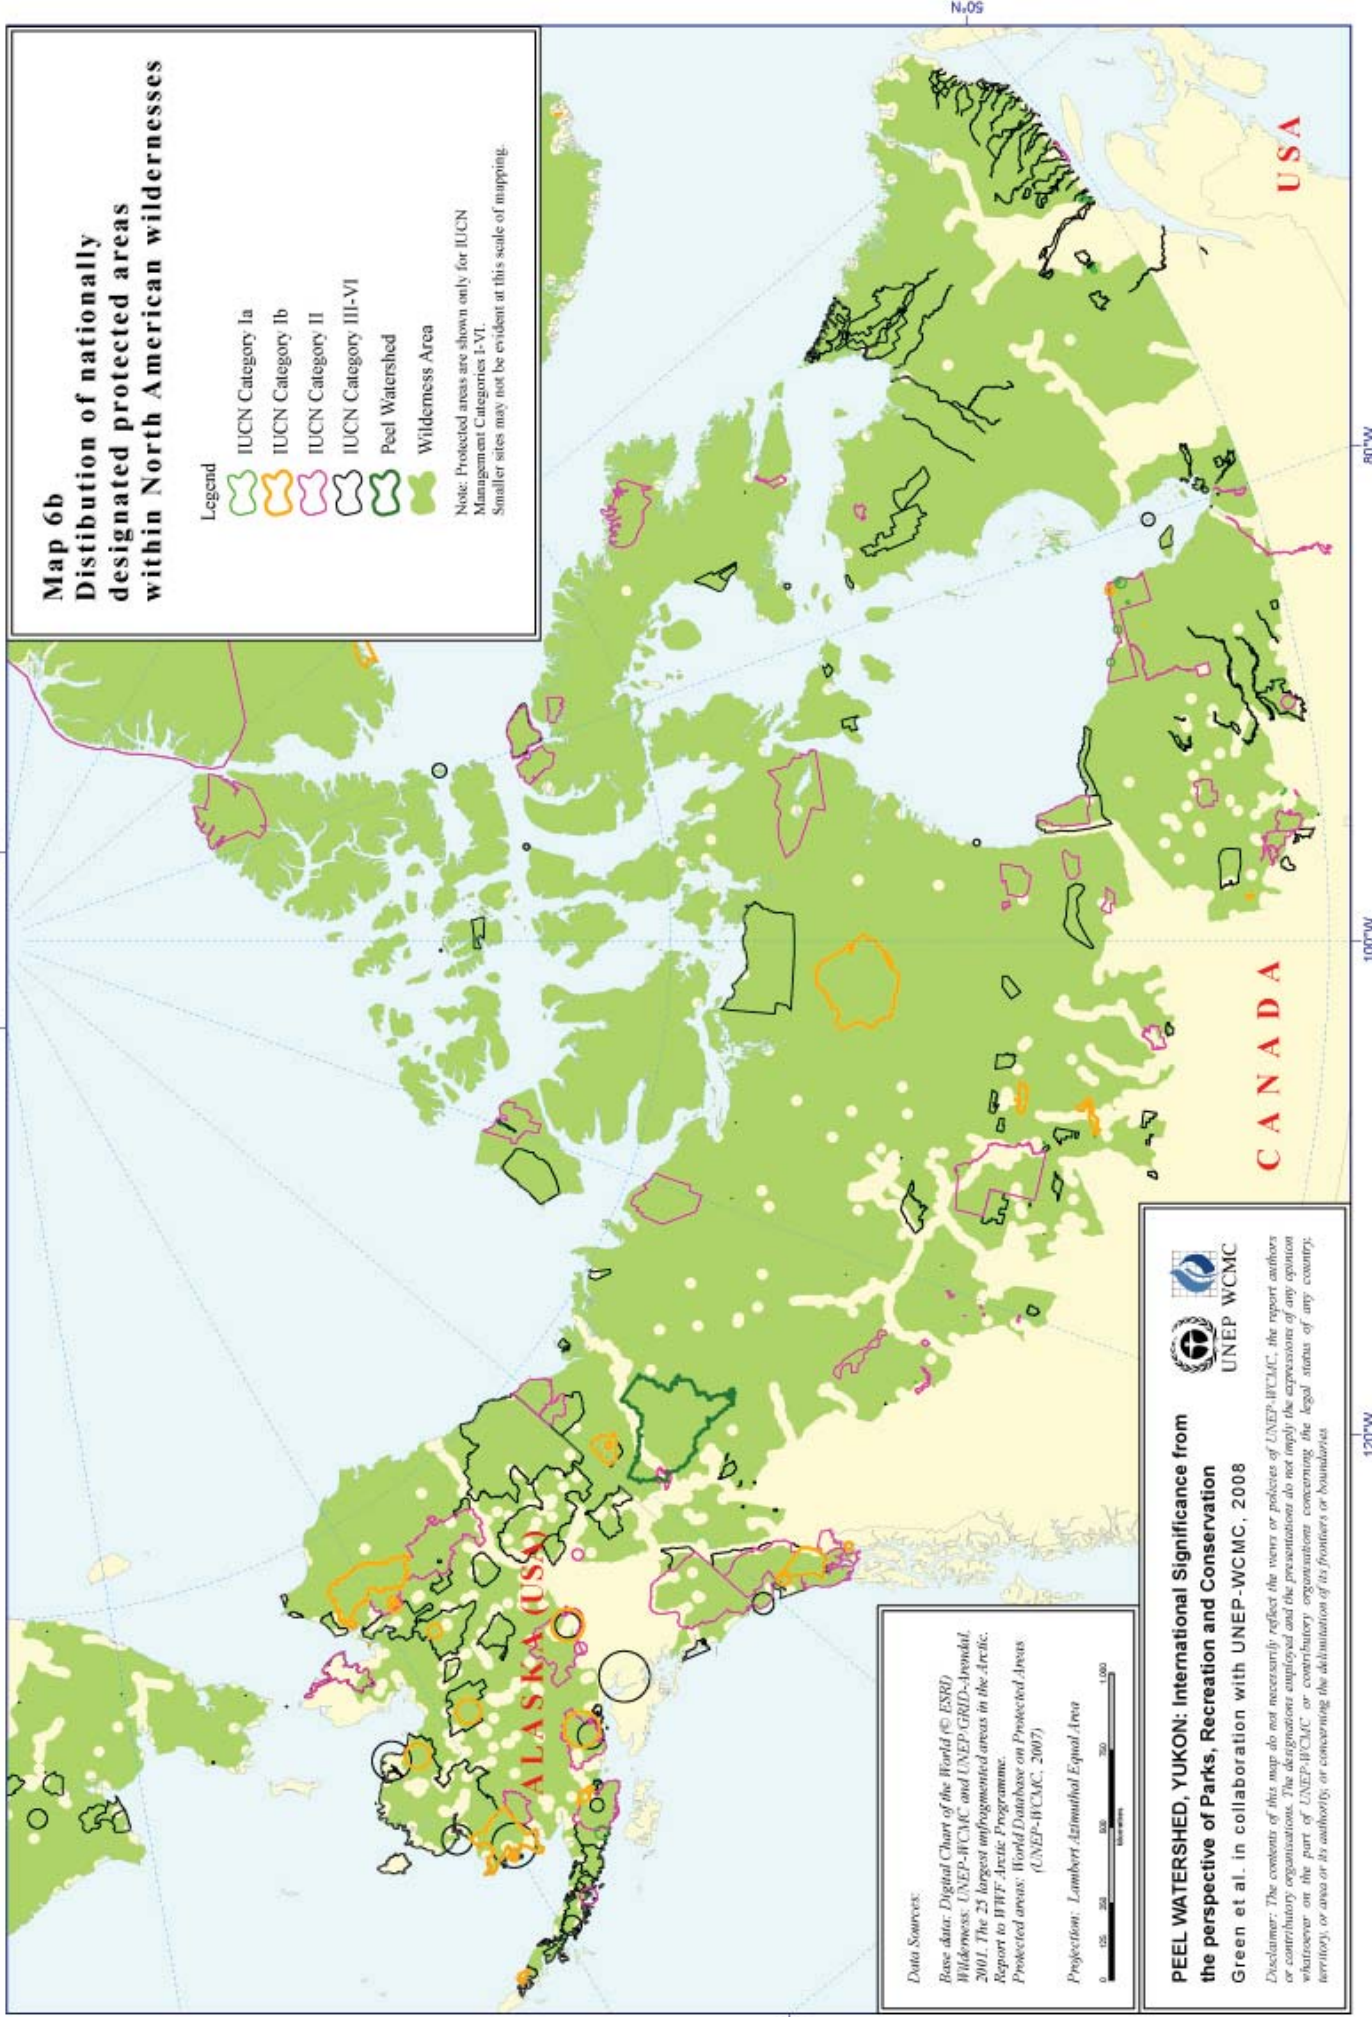 Map 6b
Distibution of nationally
designated protected areas
within North American wildernesses
Legend
IUCN Category Ia
IUCN Category Ib
IUCN Category II
IUCN Category III-VI
Peel Watershed
Wilderness Area
Note: Protected areas are shown only for IUCN
Management Categories I-VI.
Smaller sites may not be evident at this scale of mapping.
50°N
80°W
100°W
120°W
ALASKA (USA)
CANADA
USA
Data Sources:
Base data: Digital Chart of the World (© ESRI)
Wilderness: UNEP-WCMC and UNEP/GRID-Arendal,
2001. The 25 largest unfragmented areas in the Arctic.
Report to WWF Arctic Programme.
Protected areas: World Database on Protected Areas
(UNEP-WCMC, 2007)
Projection: Lambert Azimuthal Equal Area
0 125 250 500 750 1,000
kilometres
PEEL WATERSHED, YUKON: International Significance from
the perspective of Parks, Recreation and Conservation
Green et al. in collaboration with UNEP-WCMC, 2008
UNEP WCMC
Disclaimer: The contents of this map do not necessarily reflect the views or policies of UNEP-WCMC, the report authors
or contributory organisations. The designations employed and the presentations do not imply the expressions of any opinion
whatsoever on the part of UNEP-WCMC or contributory organisations concerning the legal status of any country,
territory, or area or its authority, or concerning the delimitation of its frontiers or boundaries